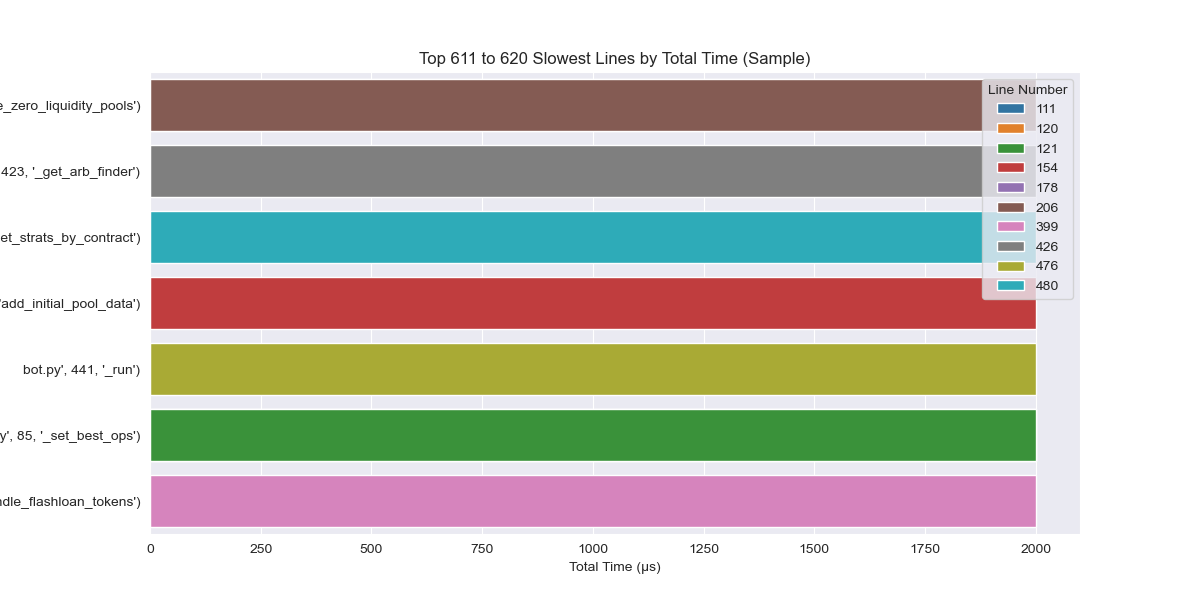 Top 611 to 620 Slowest Lines by Total Time (Sample)
e_zero_liquidity_pools')
423, '_get_arb_finder')
et_strats_by_contract')
'add_initial_pool_data')
bot.py', 441, '_run')
y', 85, '_set_best_ops')
ndle_flashloan_tokens')
Line Number
111
120
121
154
178
206
399
426
476
480
0 250 500 750 1000 1250 1500 1750 2000
Total Time (µs)